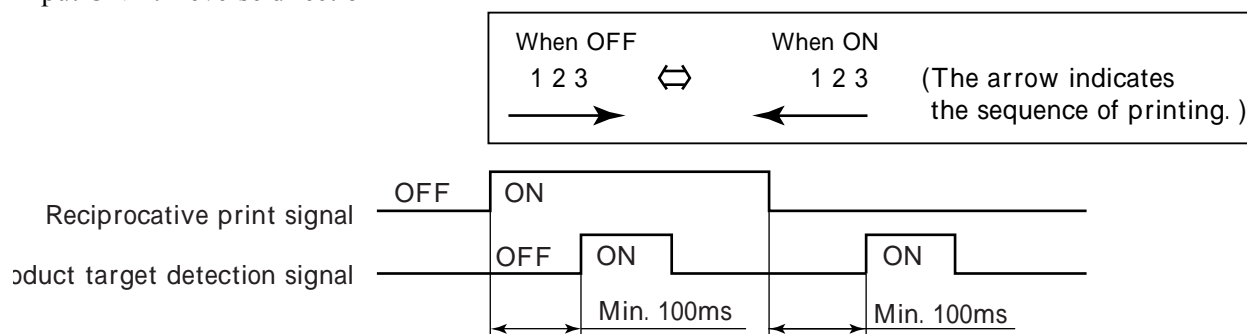 When OFF When ON
1 2 3 ⇔ 1 2 3 (The arrow indicates
the sequence of printing. )
OFF ON
Reciprocative print signal
OFF ON ON
oduct target detection signal
Min. 100ms Min. 100ms